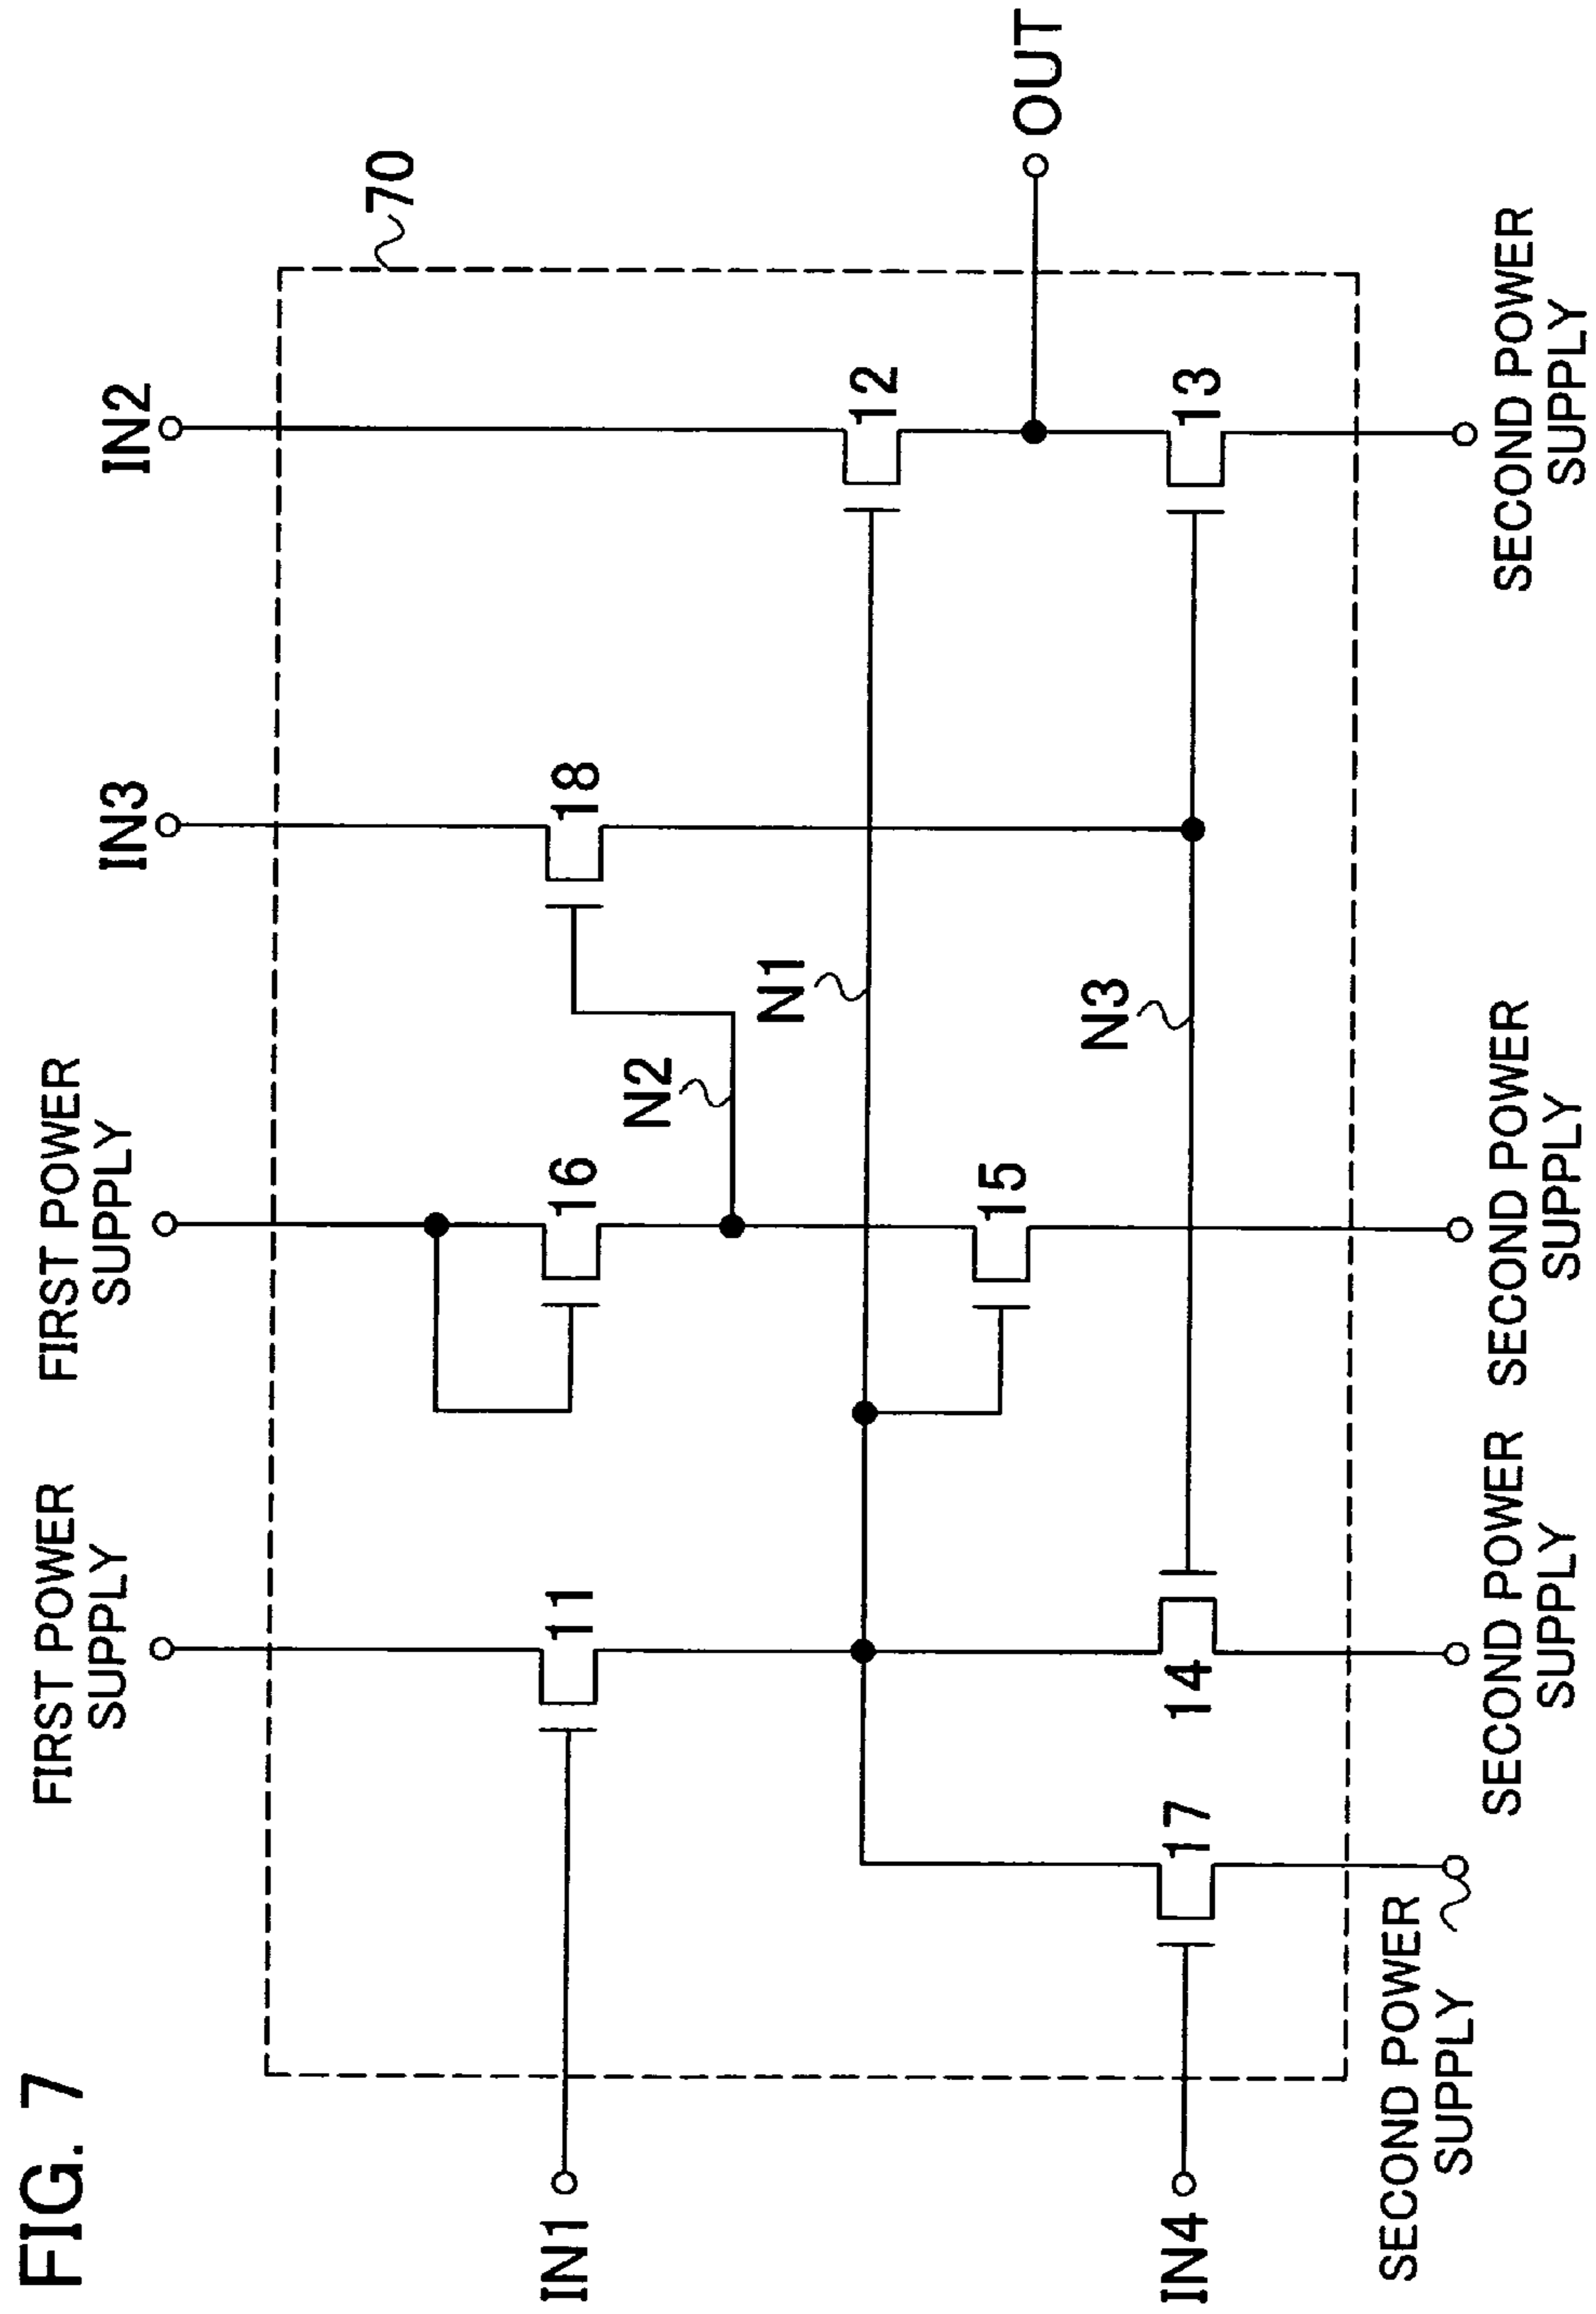 FIG. 7
FIRST POWER
SUPPLY
FIRST POWER
SUPPLY
IN3
IN2
70
11
16
18
N2
N1
12
IN1
15
OUT
N3
17
14
13
IN4
SECOND POWER
SUPPLY
SECOND POWER
SUPPLY
SECOND POWER
SUPPLY
SECOND POWER
SUPPLY